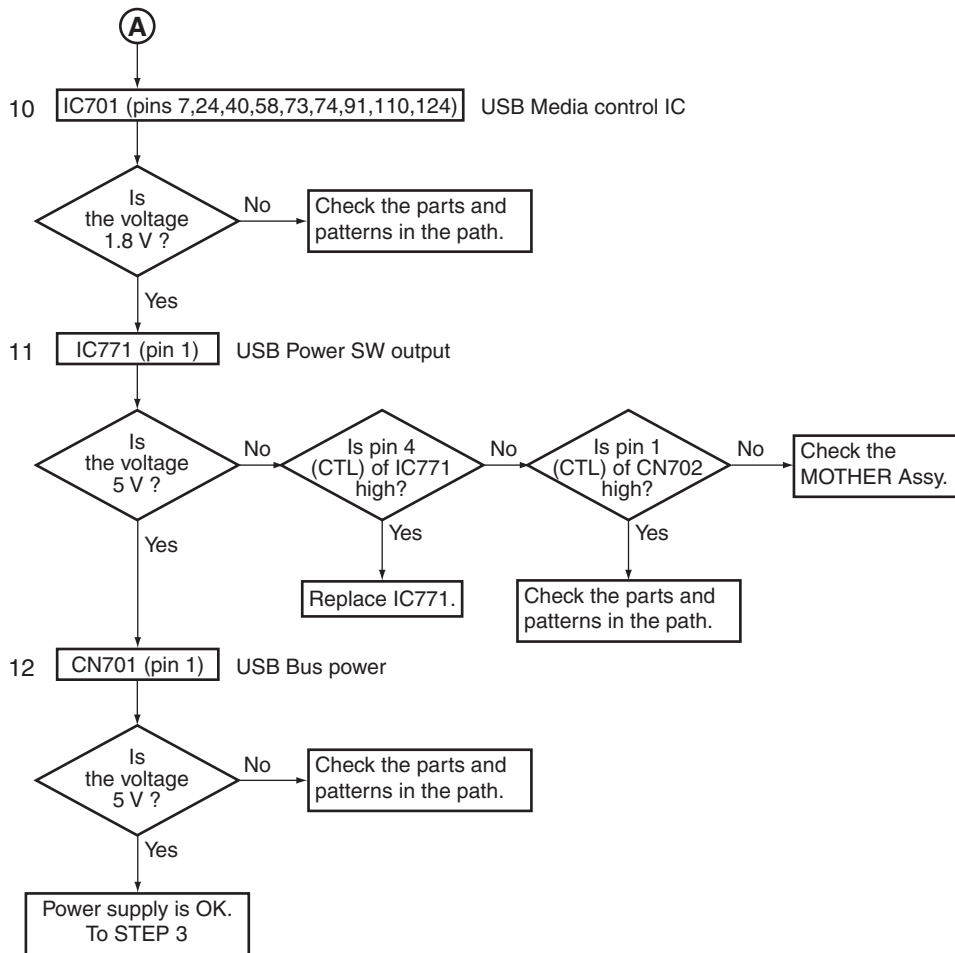 A
10 IC701 (pins 7,24,40,58,73,74,91,110,124) USB Media control IC
Is
the voltage
1.8 V ?
No
Check the parts and
patterns in the path.
Yes
11 IC771 (pin 1) USB Power SW output
Is
the voltage
5 V ?
No
Is pin 4
(CTL) of IC771
high?
No
Is pin 1
(CTL) of CN702
high?
No
Check the
MOTHER Assy.
Yes
Yes
Yes
Replace IC771.
Check the parts and
patterns in the path.
12 CN701 (pin 1) USB Bus power
Is
the voltage
5 V ?
No
Check the parts and
patterns in the path.
Yes
Power supply is OK.
To STEP 3